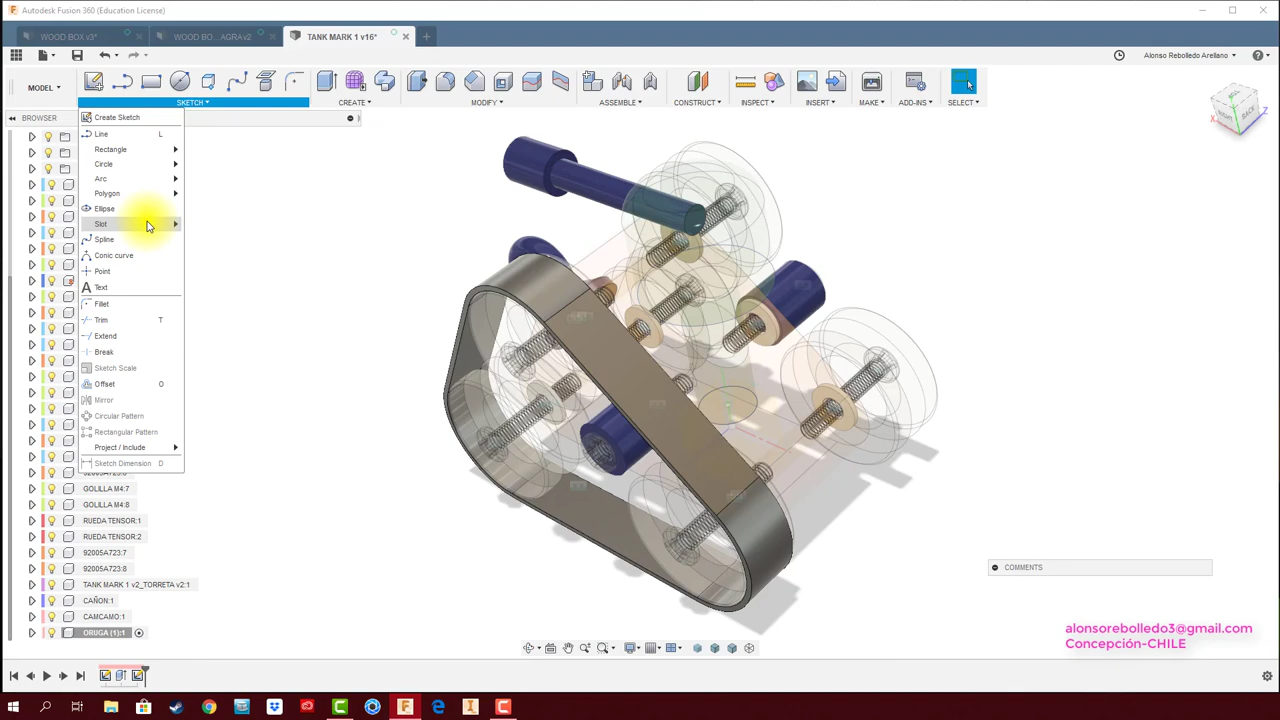 Autodesk Fusion 360 (Education License)
WOOD BOX v3*
WOOD BO...AGRA v2
TANK MARK 1 v16*
Alonso Rebolledo Arellano
MODEL
SKETCH
CREATE
MODIFY
ASSEMBLE
CONSTRUCT
INSPECT
INSERT
MAKE
ADD-INS
SELECT
BROWSER
Create Sketch
Line L
Rectangle
Circle
Arc
Polygon
Ellipse
Slot
Spline
Conic curve
Point
Text
Fillet
Trim T
Extend
Break
Sketch Scale
Offset O
Mirror
Circular Pattern
Rectangular Pattern
Project / Include
Sketch Dimension D
GOLILLA M4:7
GOLILLA M4:8
RUEDA TENSOR:1
RUEDA TENSOR:2
92005A723:7
92005A723:8
TANK MARK 1 v2_TORRETA v2:1
CAÑON:1
CAMCAMO:1
ORUGA (1):1
BACK
X
Z
COMMENTS
alonsorebolledo3@gmail.com
Concepción-CHILE